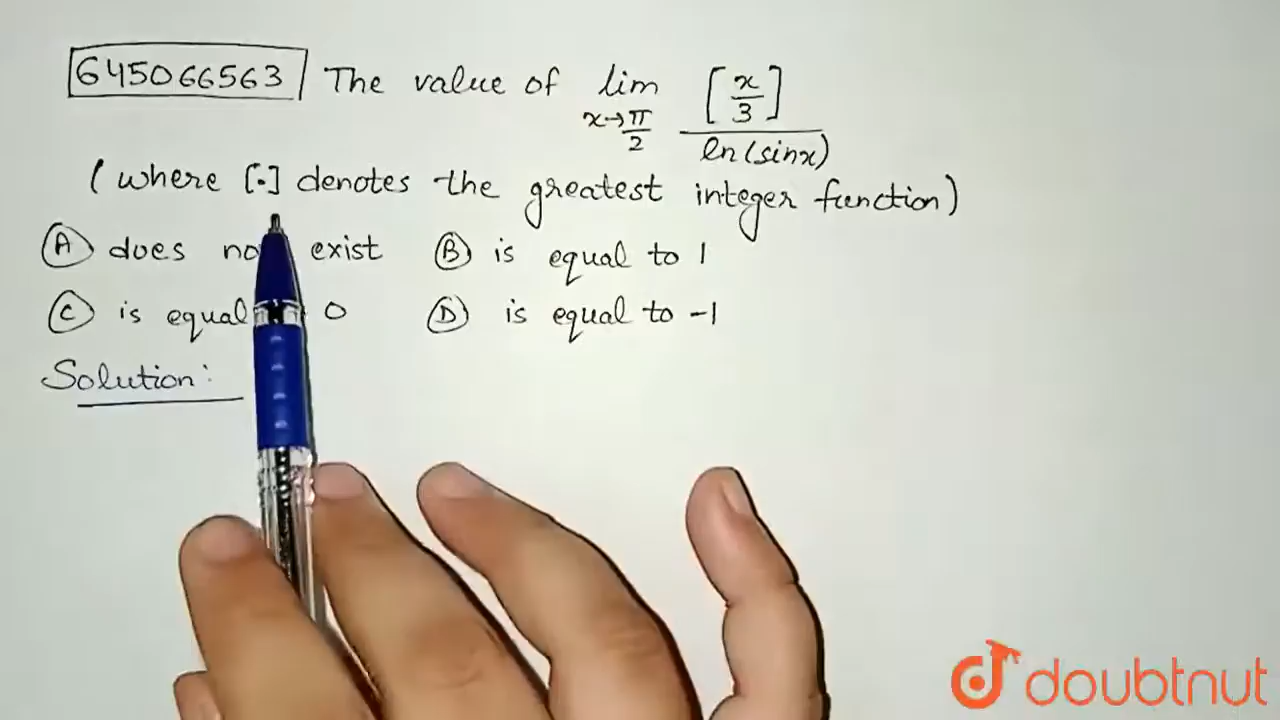 645066563 The value of lim x→π/2 [x/3] / ln(sinx)
(where [.] denotes the greatest integer function)
(A) does no exist (B) is equal to 1
(C) is equal 0 (D) is equal to -1
Solution:
doubtnut